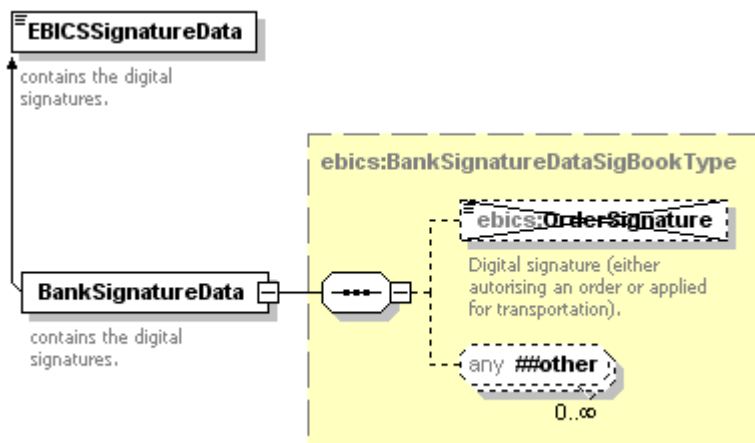 EBICSSignatureData
contains the digital
signatures.
ebics:BankSignatureDataSigBookType
ebics:OrderSignature
Digital signature (either
autorising an order or applied
for transportation).
BankSignatureData
contains the digital
signatures.
any ##other
0..∞